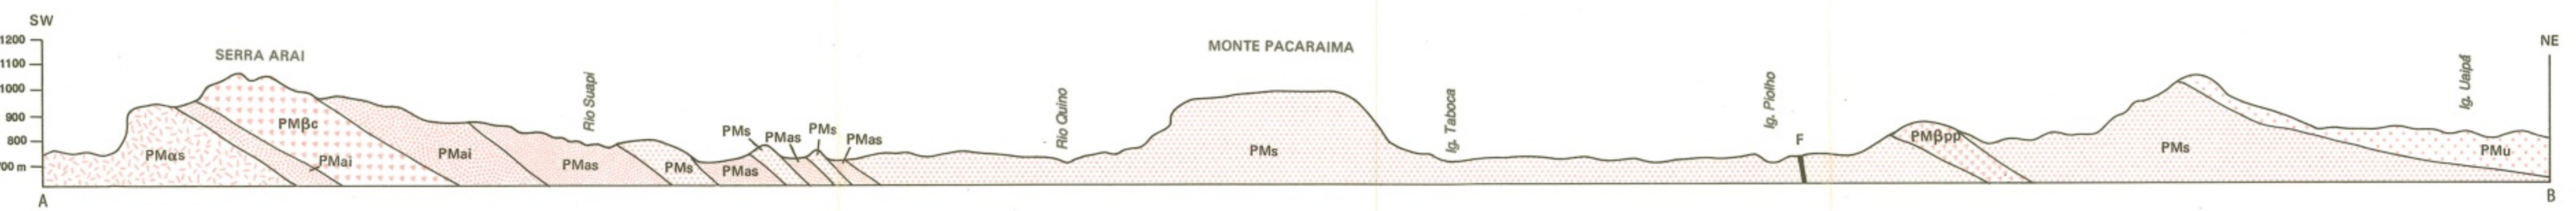 SW
1200
1100
1000
900
800
700 m
A
SERRA ARAI
PMαs
PMβc
PMai
PMai
Rio Suapi
PMas
PMs
PMas
PMs
PMas
PMs
PMas
Rio Quino
MONTE PACARAIMA
PMs
Ig. Taboca
Ig. Piolho
F
PMβpp
PMs
Ig. Uaipá
PMu
NE
B